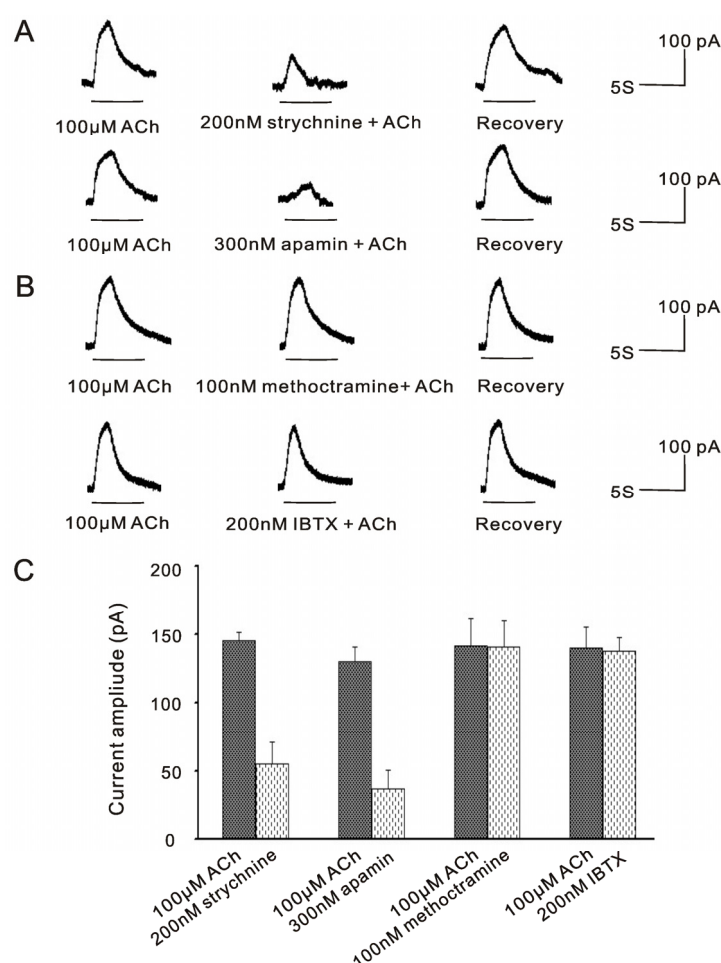 A
100 pA
5S
100µM ACh
200nM strychnine + ACh
Recovery
100 pA
5S
100µM ACh
300nM apamin + ACh
Recovery
B
100 pA
5S
100µM ACh
100nM methoctramine+ ACh
Recovery
100 pA
5S
100µM ACh
200nM IBTX + ACh
Recovery
C
Current ampliude (pA)
200
150
100
50
0
100µM ACh
200nM strychnine
100µM ACh
300nM apamin
100µM ACh
100nM methoctramine
100µM ACh
200nM IBTX